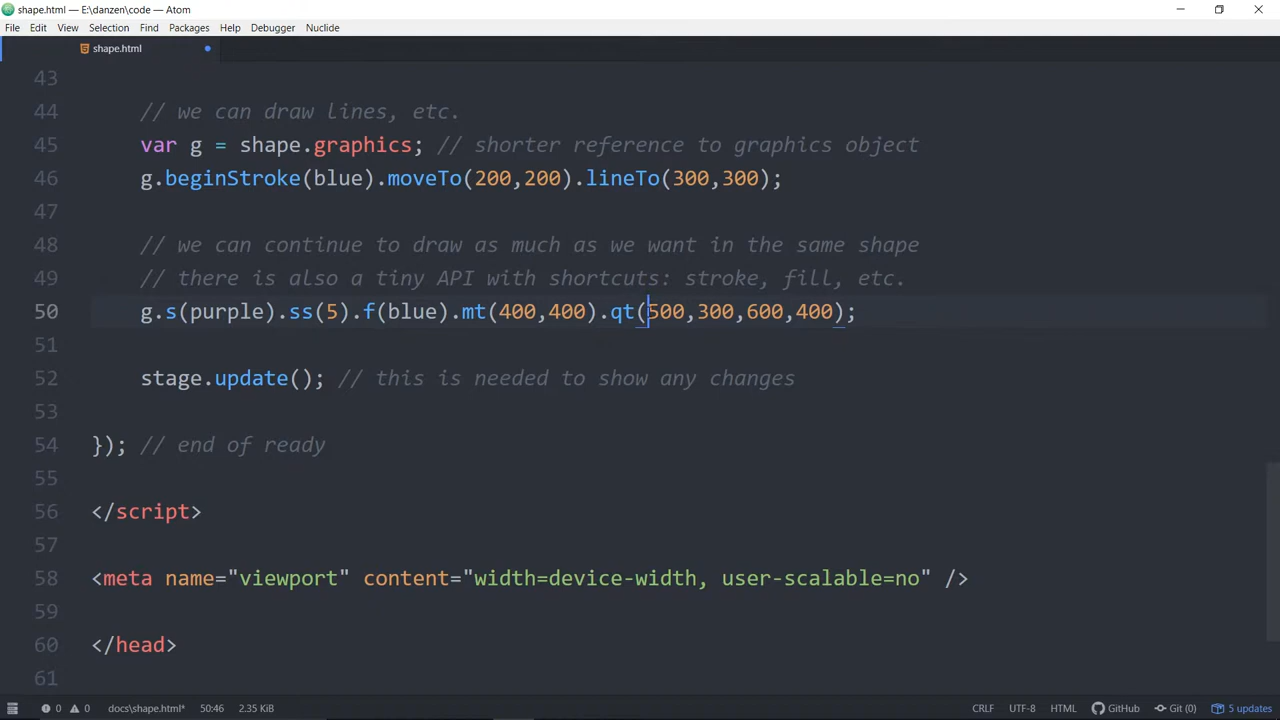 shape.html — E:\danzen\code — Atom
File Edit View Selection Find Packages Help Debugger Nuclide
shape.html
43
44 // we can draw lines, etc.
45 var g = shape.graphics; // shorter reference to graphics object
46 g.beginStroke(blue).moveTo(200,200).lineTo(300,300);
47
48 // we can continue to draw as much as we want in the same shape
49 // there is also a tiny API with shortcuts: stroke, fill, etc.
50 g.s(purple).ss(5).f(blue).mt(400,400).qt(500,300,600,400);
51
52 stage.update(); // this is needed to show any changes
53
54 }); // end of ready
55
56 </script>
57
58 <meta name="viewport" content="width=device-width, user-scalable=no" />
59
60 </head>
61
0 0 docs\shape.html* 50:46 2.35 KiB CRLF UTF-8 HTML GitHub Git (0) 5 updates